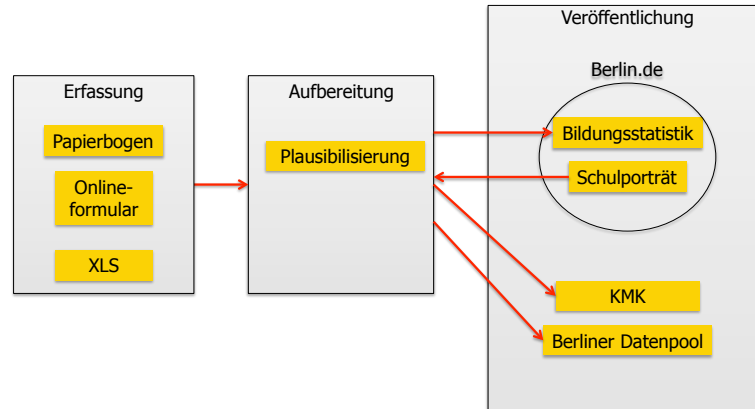 Erfassung
Papierbogen
Online-
formular
XLS
Aufbereitung
Plausibilisierung
Veröffentlichung
Berlin.de
Bildungsstatistik
Schulporträt
KMK
Berliner Datenpool